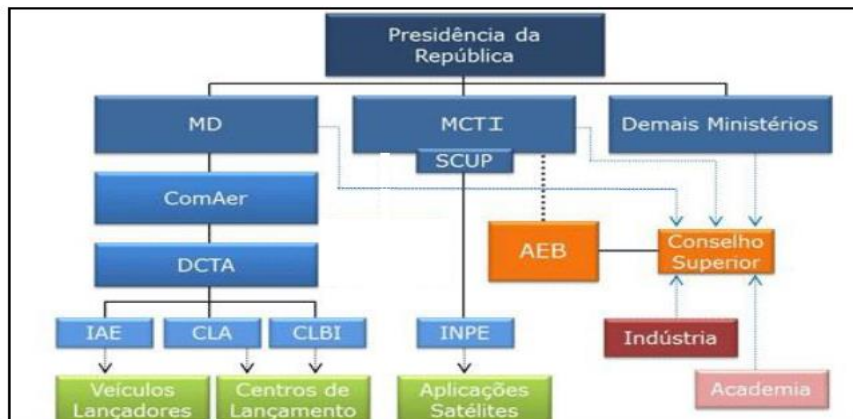 Presidência da
República
MD
MCTI
Demais Ministérios
SCUP
ComAer
AEB
Conselho
Superior
DCTA
IAE
CLA
CLBI
INPE
Indústria
Veículos
Lançadores
Centros de
Lançamento
Aplicações
Satélites
Academia